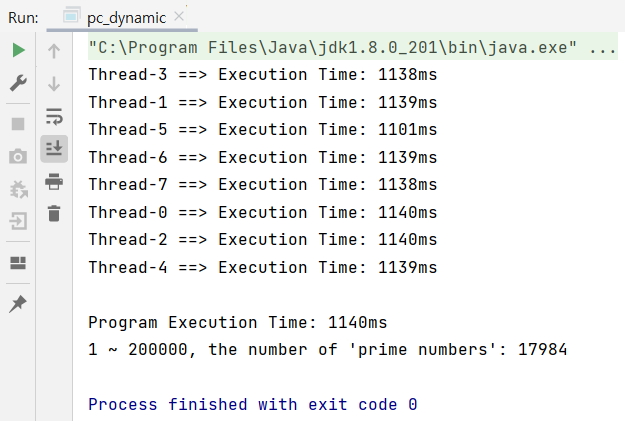 Run: pc_dynamic
"C:\Program Files\Java\jdk1.8.0_201\bin\java.exe" ...
Thread-3 ==> Execution Time: 1138ms
Thread-1 ==> Execution Time: 1139ms
Thread-5 ==> Execution Time: 1101ms
Thread-6 ==> Execution Time: 1139ms
Thread-7 ==> Execution Time: 1138ms
Thread-0 ==> Execution Time: 1140ms
Thread-2 ==> Execution Time: 1140ms
Thread-4 ==> Execution Time: 1139ms

Program Execution Time: 1140ms
1 ~ 200000, the number of 'prime numbers': 17984

Process finished with exit code 0